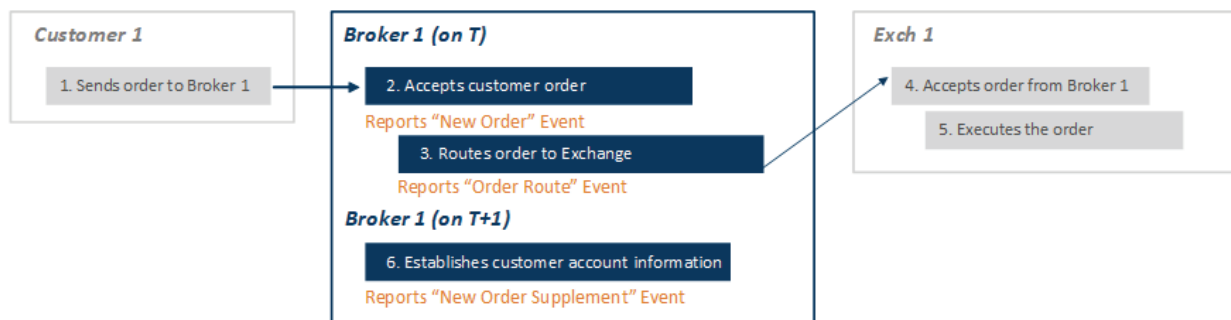 Customer 1
1. Sends order to Broker 1
Broker 1 (on T)
2. Accepts customer order
Reports “New Order” Event
3. Routes order to Exchange
Reports “Order Route” Event
Broker 1 (on T+1)
6. Establishes customer account information
Reports “New Order Supplement” Event
Exch 1
4. Accepts order from Broker 1
5. Executes the order